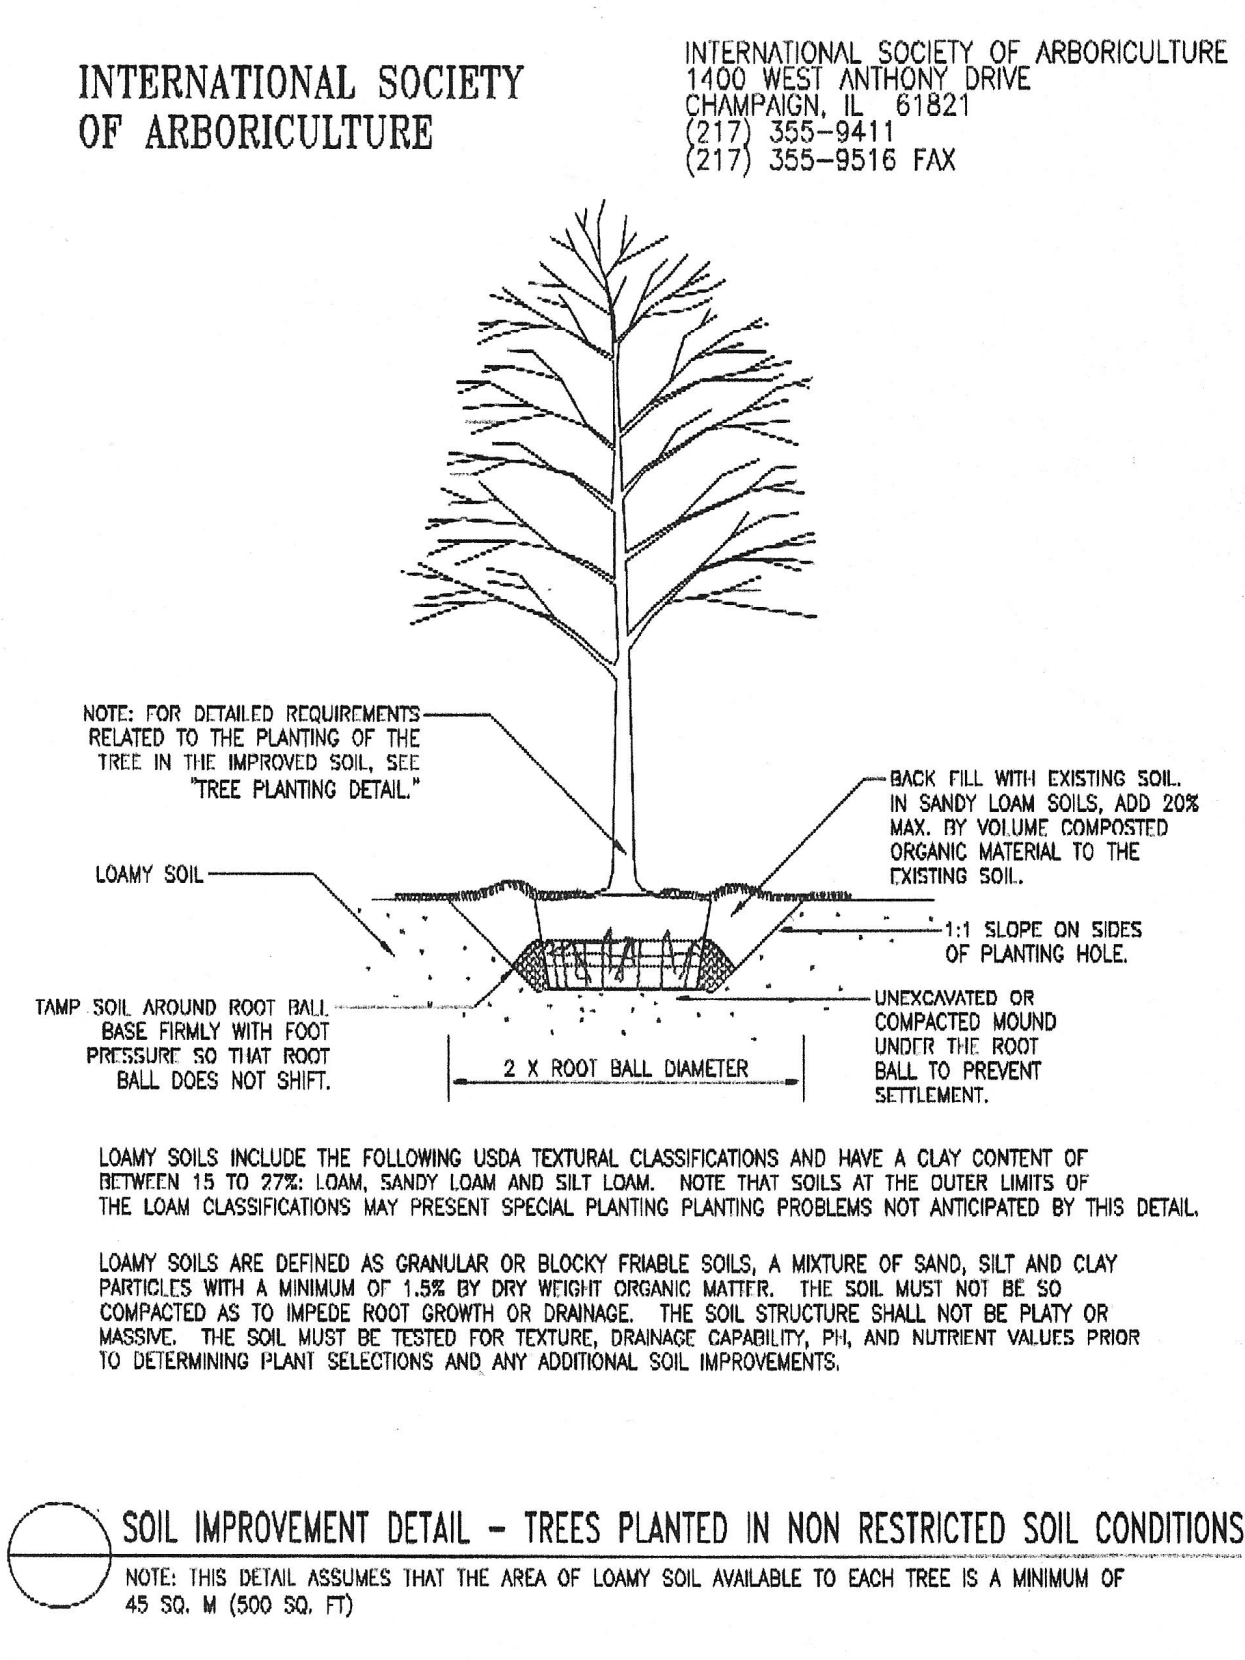 INTERNATIONAL SOCIETY
OF ARBORICULTURE
INTERNATIONAL SOCIETY OF ARBORICULTURE
1400 WEST ANTHONY DRIVE
CHAMPAIGN, IL 61821
(217) 355-9411
(217) 355-9516 FAX
NOTE: FOR DETAILED REQUIREMENTS
RELATED TO THE PLANTING OF THE
TREE IN THE IMPROVED SOIL, SEE
"TREE PLANTING DETAIL."
BACK FILL WITH EXISTING SOIL.
IN SANDY LOAM SOILS, ADD 20%
MAX. BY VOLUME COMPOSTED
ORGANIC MATERIAL TO THE
EXISTING SOIL.
LOAMY SOIL
1:1 SLOPE ON SIDES
OF PLANTING HOLE.
TAMP SOIL AROUND ROOT BALL
BASE FIRMLY WITH FOOT
PRESSURE SO THAT ROOT
BALL DOES NOT SHIFT.
UNEXCAVATED OR
COMPACTED MOUND
UNDER THE ROOT
BALL TO PREVENT
SETTLEMENT.
2 X ROOT BALL DIAMETER
LOAMY SOILS INCLUDE THE FOLLOWING USDA TEXTURAL CLASSIFICATIONS AND HAVE A CLAY CONTENT OF
BETWEEN 15 TO 27%: LOAM, SANDY LOAM AND SILT LOAM. NOTE THAT SOILS AT THE OUTER LIMITS OF
THE LOAM CLASSIFICATIONS MAY PRESENT SPECIAL PLANTING PLANTING PROBLEMS NOT ANTICIPATED BY THIS DETAIL.
LOAMY SOILS ARE DEFINED AS GRANULAR OR BLOCKY FRIABLE SOILS, A MIXTURE OF SAND, SILT AND CLAY
PARTICLES WITH A MINIMUM OF 1.5% BY DRY WEIGHT ORGANIC MATTER. THE SOIL MUST NOT BE SO
COMPACTED AS TO IMPEDE ROOT GROWTH OR DRAINAGE. THE SOIL STRUCTURE SHALL NOT BE PLATY OR
MASSIVE. THE SOIL MUST BE TESTED FOR TEXTURE, DRAINAGE CAPABILITY, PH, AND NUTRIENT VALUES PRIOR
TO DETERMINING PLANT SELECTIONS AND ANY ADDITIONAL SOIL IMPROVEMENTS.
SOIL IMPROVEMENT DETAIL - TREES PLANTED IN NON RESTRICTED SOIL CONDITIONS
NOTE: THIS DETAIL ASSUMES THAT THE AREA OF LOAMY SOIL AVAILABLE TO EACH TREE IS A MINIMUM OF
45 SQ. M (500 SQ. FT)